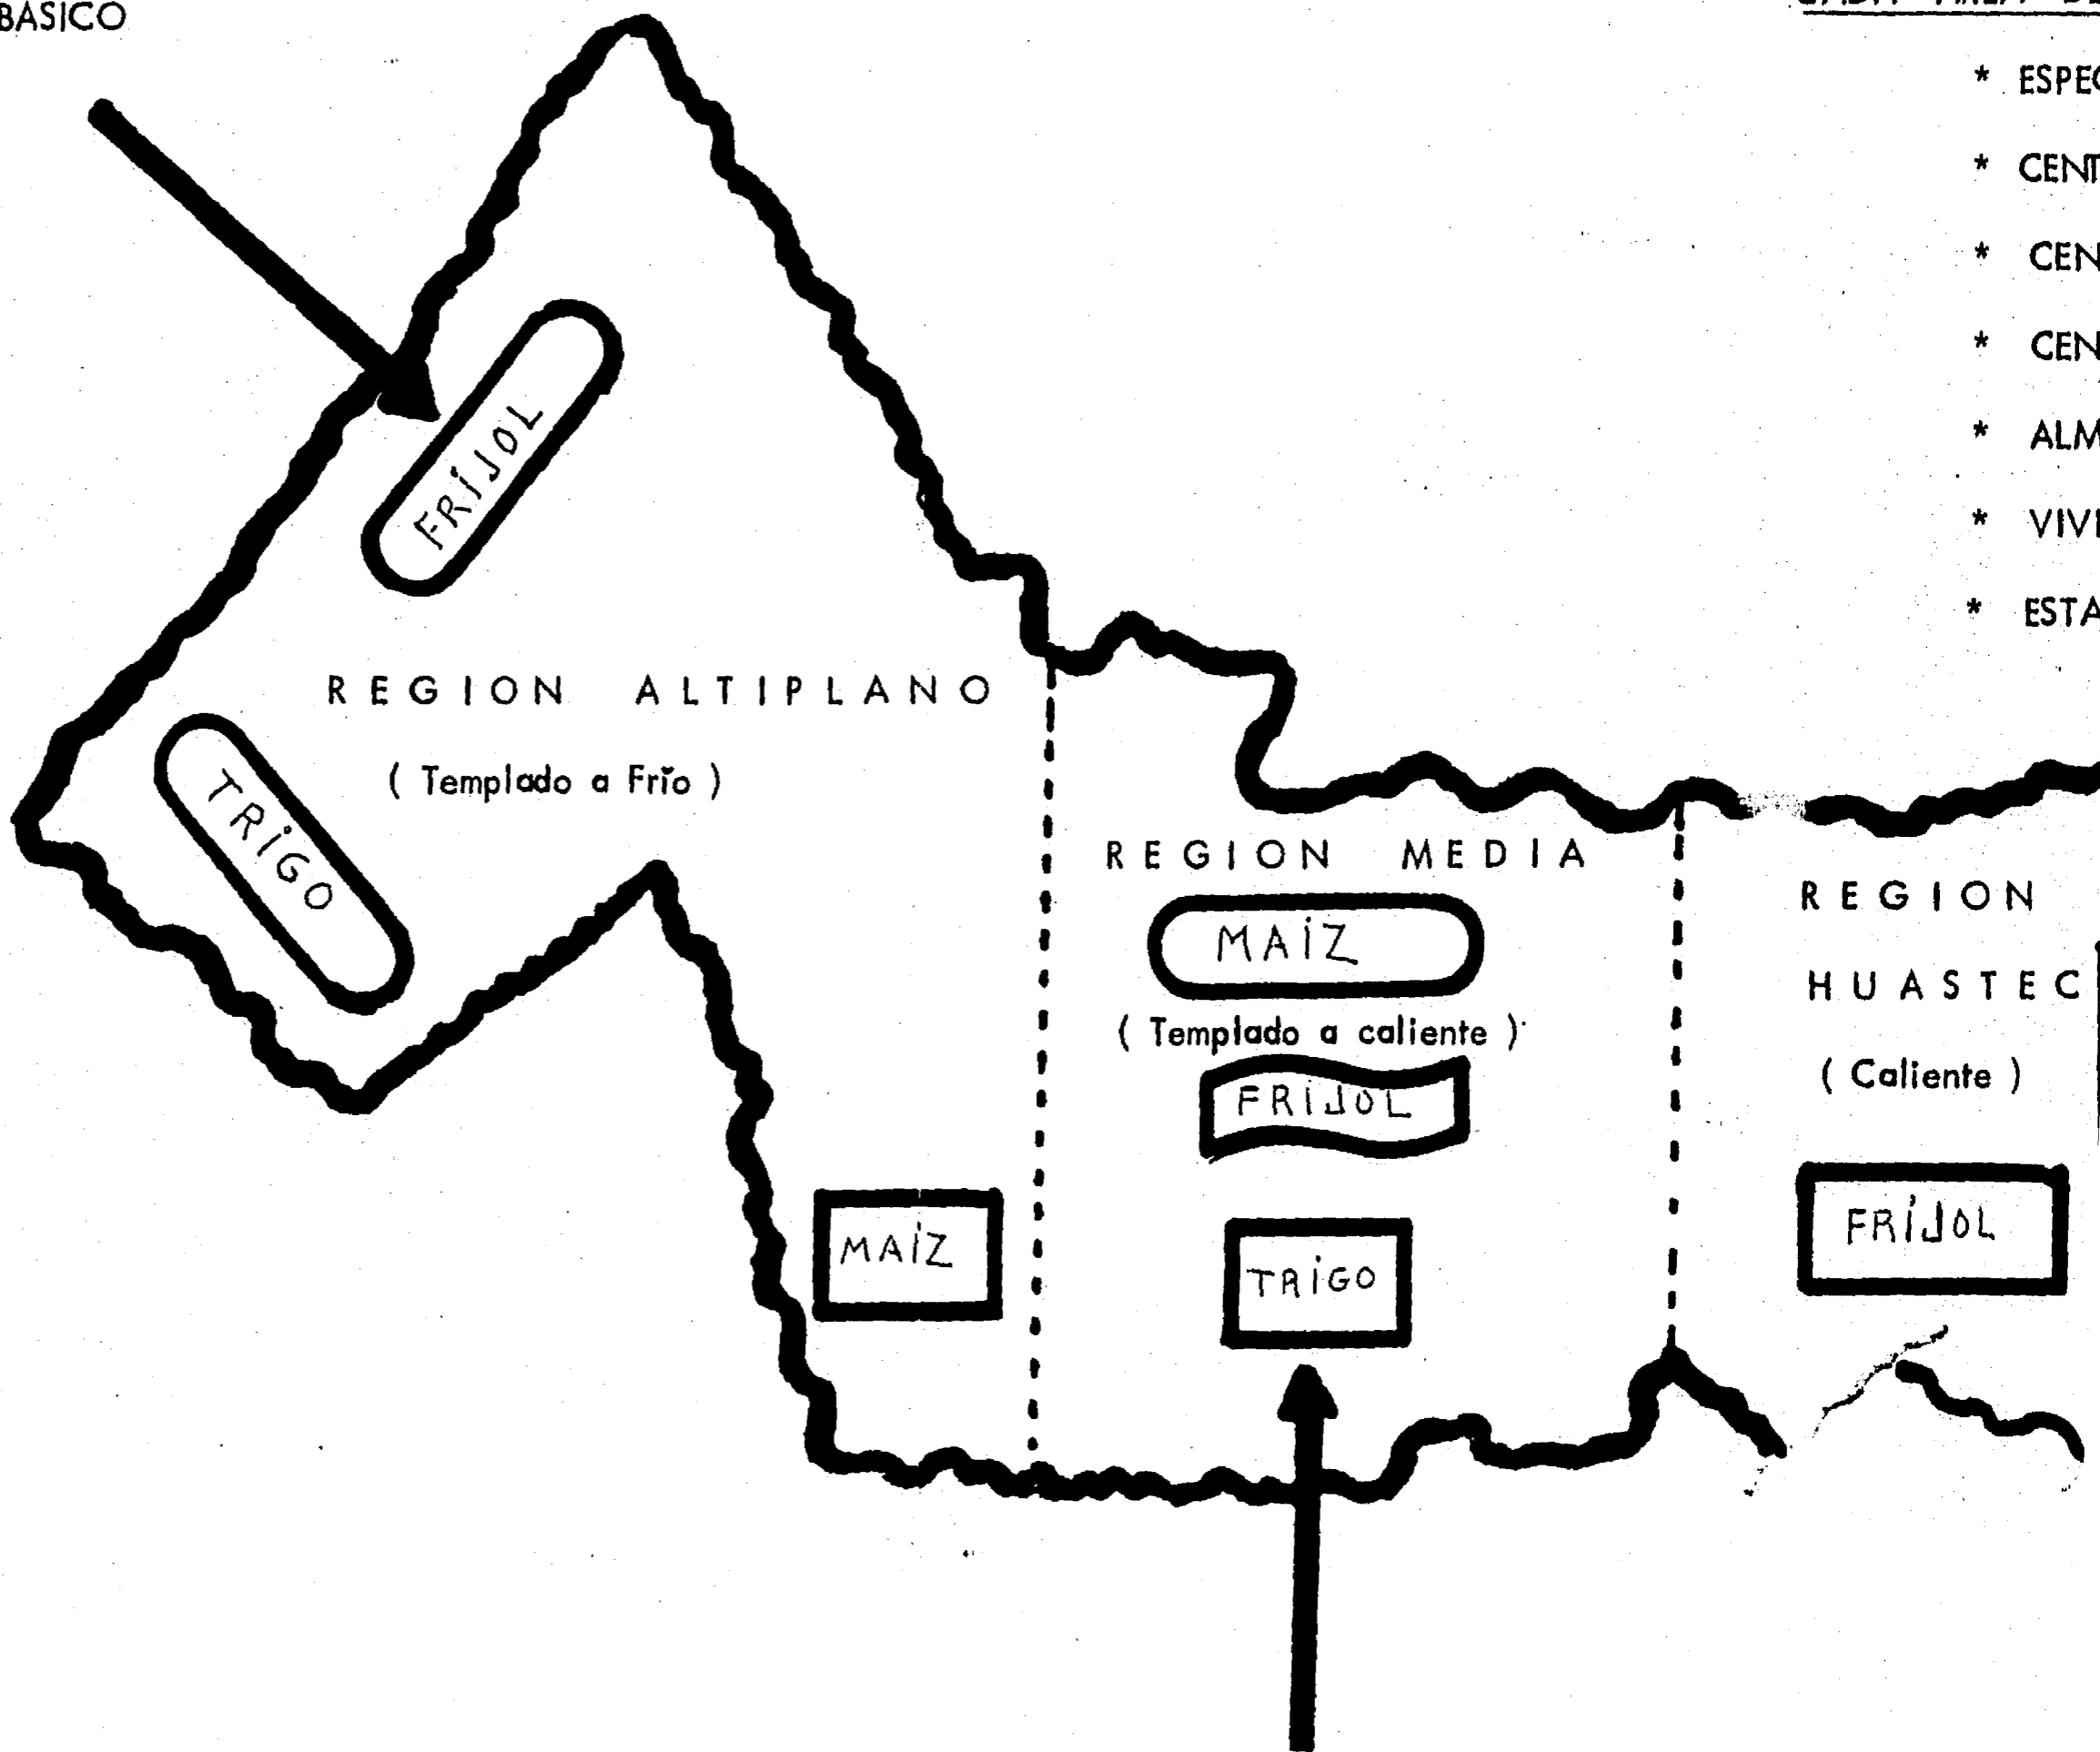 BASICO
* ESPEC
* CENT
* CEN
* CEN
* ALM
* VIVI
* ESTA
FRIJOL
REGION ALTIPLANO
( Templado a Frío )
TRIGO
REGION MEDIA
MAIZ
( Templado a caliente )
FRIJOL
MAIZ
TRIGO
REGION
HUASTEC
( Caliente )
FRIJOL